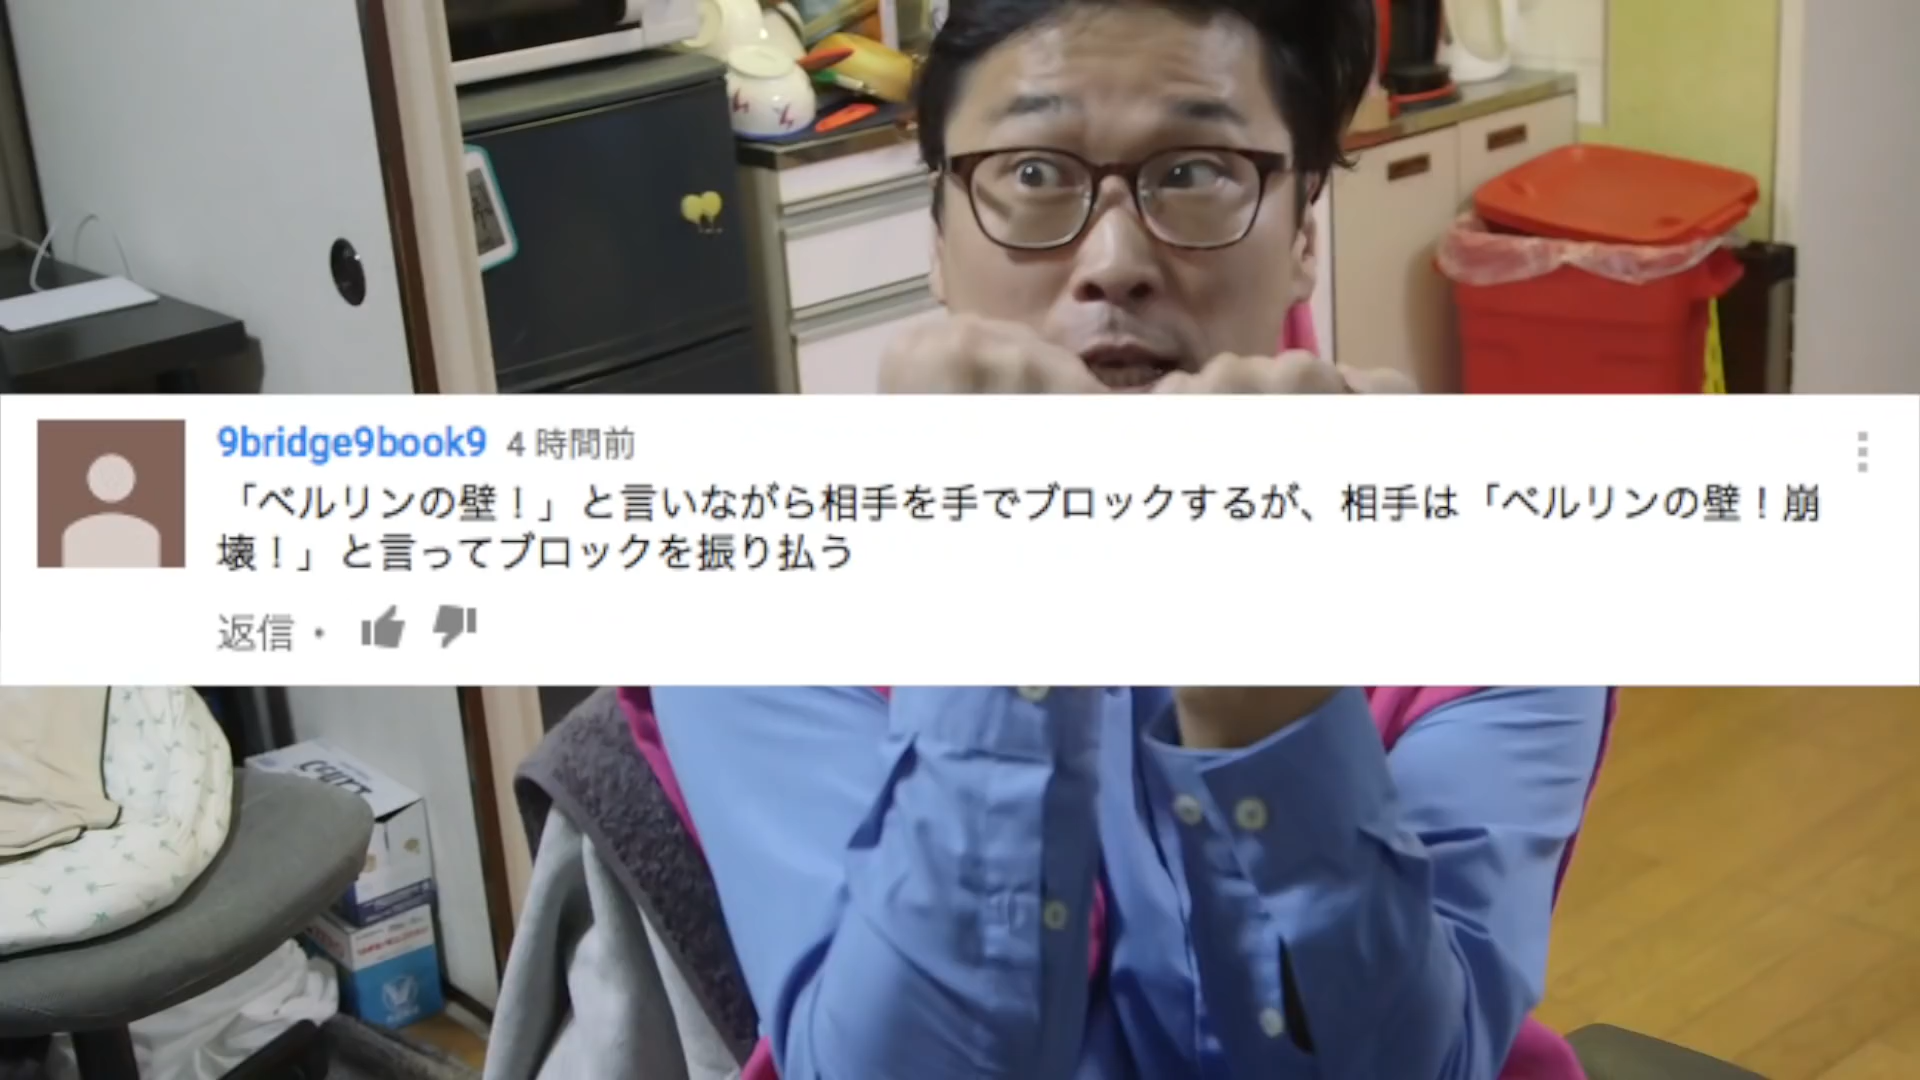 9bridge9book9 4 時間前
「ベルリンの壁！」と言いながら相手を手でブロックするが、相手は「ベルリンの壁！崩
壊！」と言ってブロックを振り払う
返信・